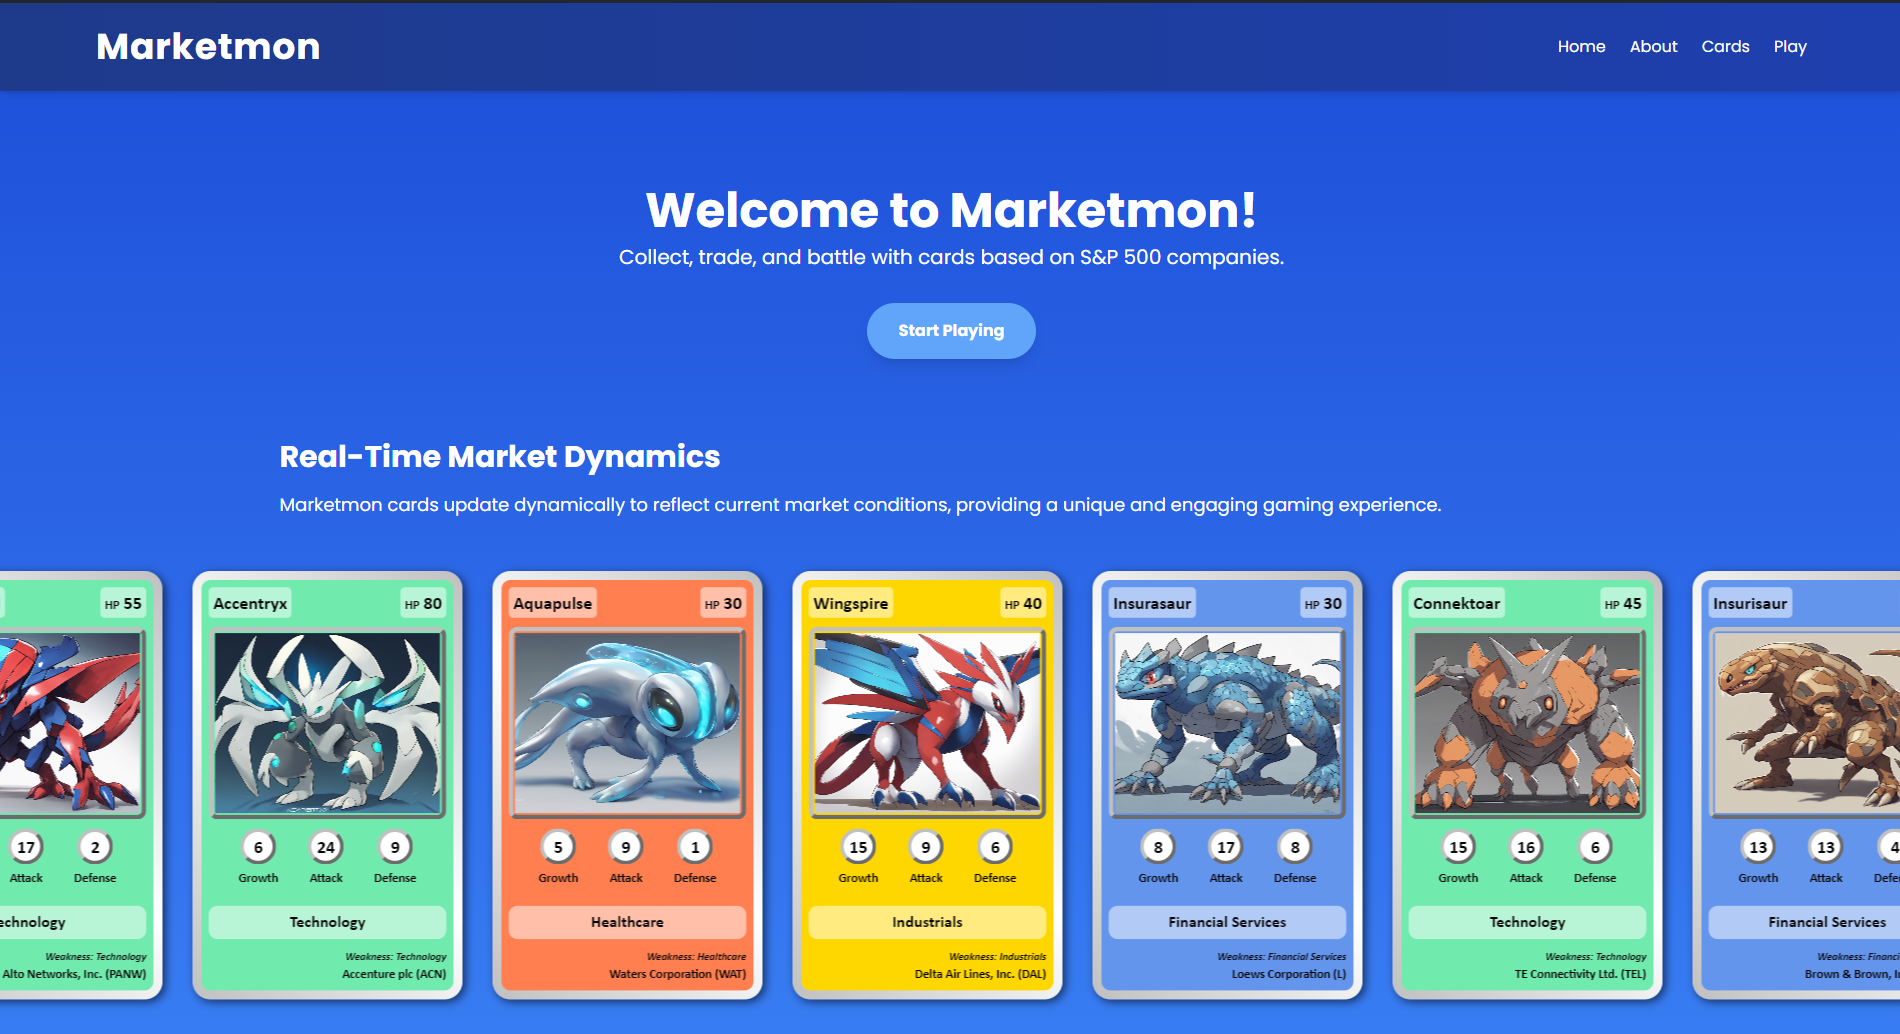 Marketmon
Home About Cards Play
Welcome to Marketmon!
Collect, trade, and battle with cards based on S&P 500 companies.
Start Playing
Real-Time Market Dynamics
Marketmon cards update dynamically to reflect current market conditions, providing a unique and engaging gaming experience.
HP 55
17 2
Attack Defense
echnology
Weakness: Technology
Alto Networks, Inc. (PANW)
Accentryx HP 80
6 24 9
Growth Attack Defense
Technology
Weakness: Technology
Accenture plc (ACN)
Aquapulse HP 30
5 9 1
Growth Attack Defense
Healthcare
Weakness: Healthcare
Waters Corporation (WAT)
Wingspire HP 40
15 9 6
Growth Attack Defense
Industrials
Weakness: Industrials
Delta Air Lines, Inc. (DAL)
Insurasaur HP 30
8 17 8
Growth Attack Defense
Financial Services
Weakness: Financial Services
Loews Corporation (L)
Connektoar HP 45
15 16 6
Growth Attack Defense
Technology
Weakness: Technology
TE Connectivity Ltd. (TEL)
Insurisaur
13 13 4
Growth Attack Defe
Financial Services
Weakness: Financi
Brown & Brown, I